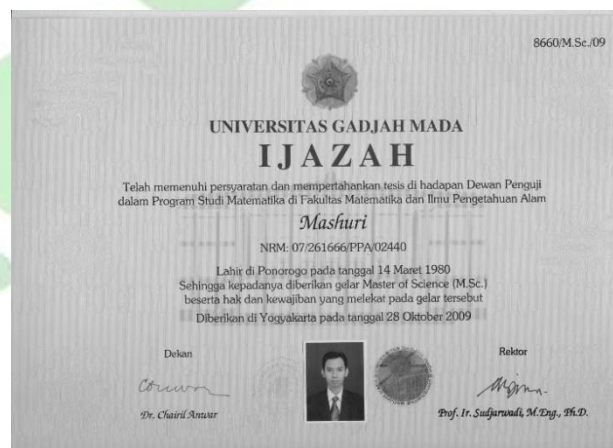 8660/M.Sc./09
UNIVERSITAS GADJAH MADA
IJAZAH
Telah memenuhi persyaratan dan mempertahankan tesis di hadapan Dewan Penguji
dalam Program Studi Matematika di Fakultas Matematika dan Ilmu Pengetahuan Alam
Mashuri
NRM: 07/261666/PPA/02440
Lahir di Ponorogo pada tanggal 14 Maret 1980
Sehingga kepadanya diberikan gelar Master of Science (M.Sc.)
beserta hak dan kewajiban yang melekat pada gelar tersebut
Diberikan di Yogyakarta pada tanggal 28 Oktober 2009
Dekan
Dr. Chairil Anwar
Rektor
Prof. Ir. Sudjarwadi, M.Eng., Ph.D.